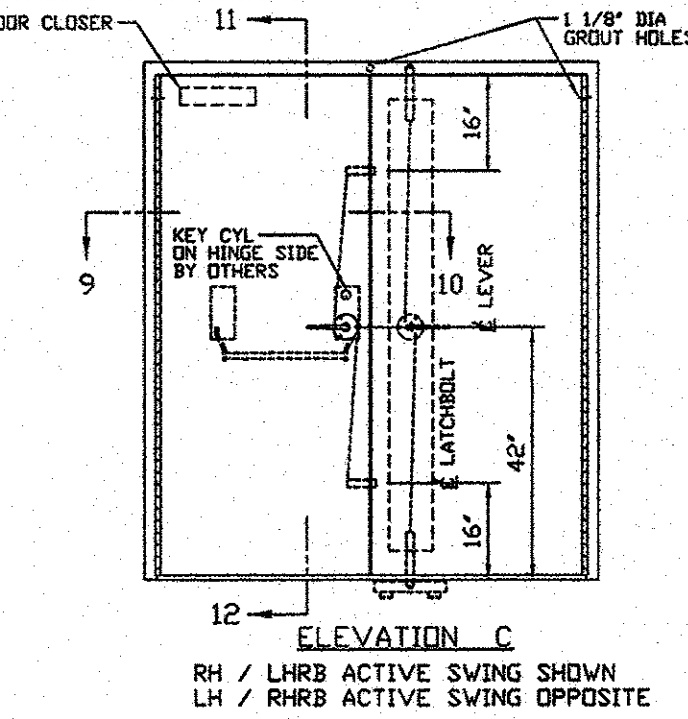 OOR CLOSER
11
1 1/8" DIA
GROUT HOLES
16"
KEY CYL
ON HINGE SIDE
BY OTHERS
9
10
℄ LEVER
℄ LATCHBOLT
42"
16"
12
ELEVATION C
RH / LHRB ACTIVE SWING SHOWN
LH / RHRB ACTIVE SWING OPPOSITE